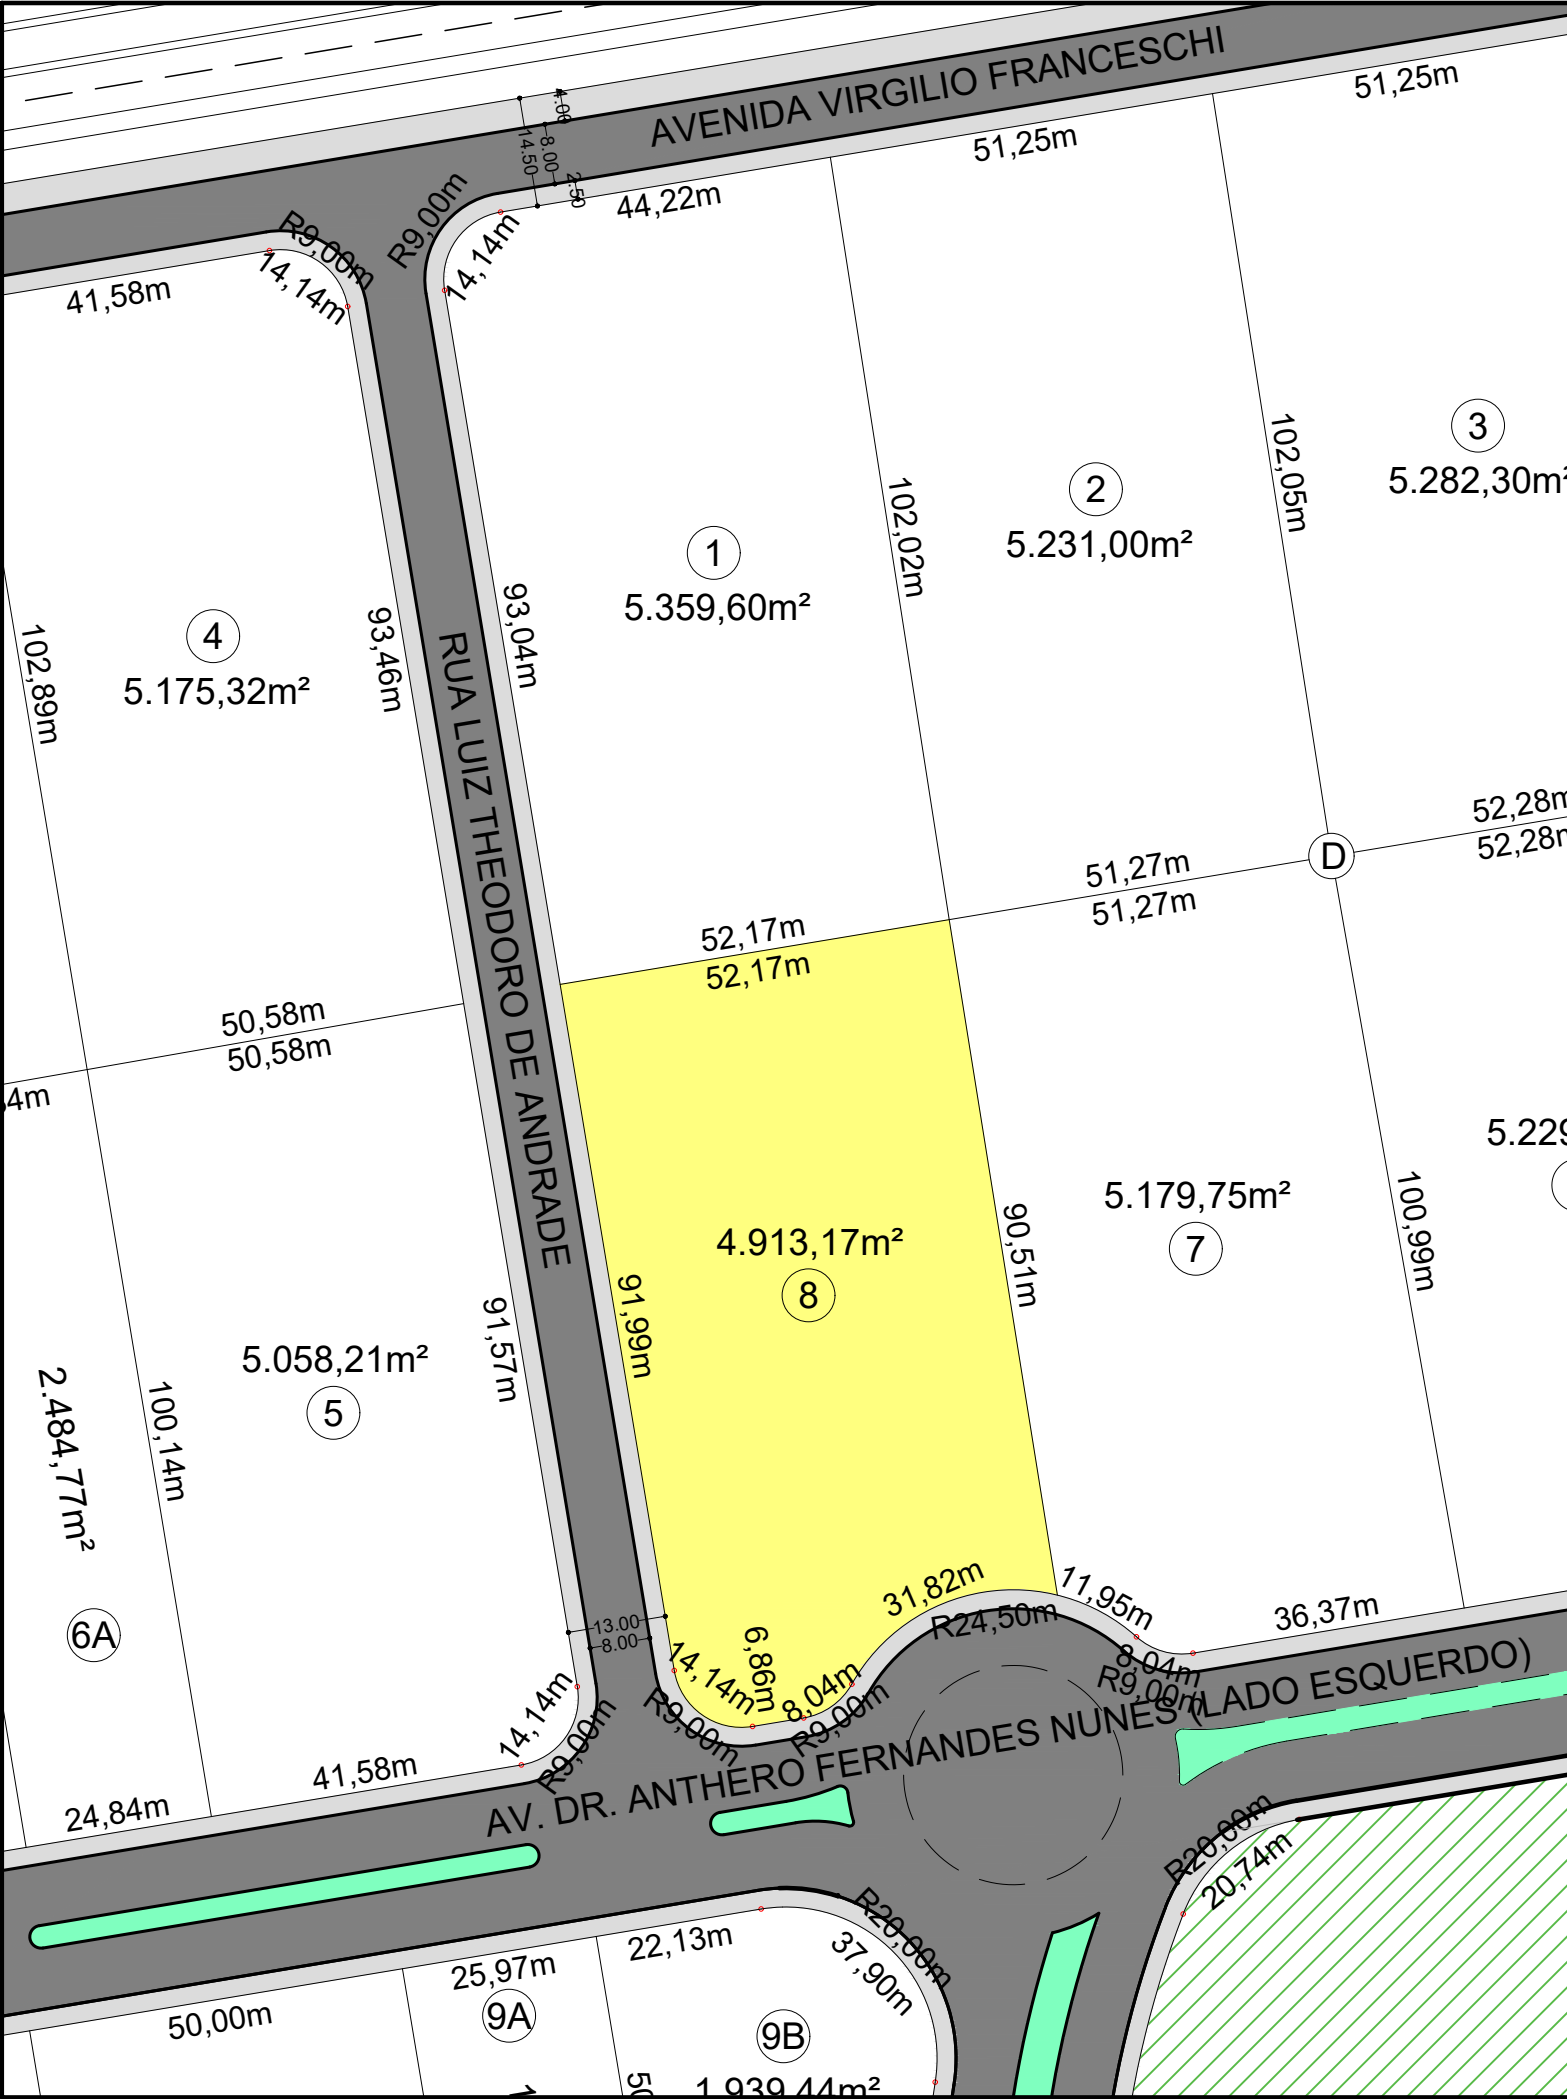 AVENIDA VIRGILIO FRANCESCHI
51,25m
51,25m
44,22m
4.00
8.00
14.50
2.50
R9,00m
14,14m
R9,00m
14,14m
41,58m
3
5.282,30m²
102,05m
2
5.231,00m²
102,02m
1
5.359,60m²
93,04m
RUA LUIZ THEODORO DE ANDRADE
93,46m
4
5.175,32m²
102,89m
52,28m
52,28m
D
51,27m
51,27m
52,17m
52,17m
50,58m
50,58m
4m
5.229
5.179,75m²
7
100,99m
90,51m
4.913,17m²
8
91,99m
91,57m
5.058,21m²
5
100,14m
2.484,77m²
6A
13.00
8.00
31,82m
R24,50m
11,95m
8,04m
R9,00m
36,37m
14,14m
R9,00m
6,86m
8,04m
R9,00m
14,14m
R9,00m
41,58m
24,84m
AV. DR. ANTHERO FERNANDES NUNES (LADO ESQUERDO)
R20,00m
20,74m
R20,00m
37,90m
22,13m
25,97m
50,00m
9A
9B
1.939,44m²
50
1